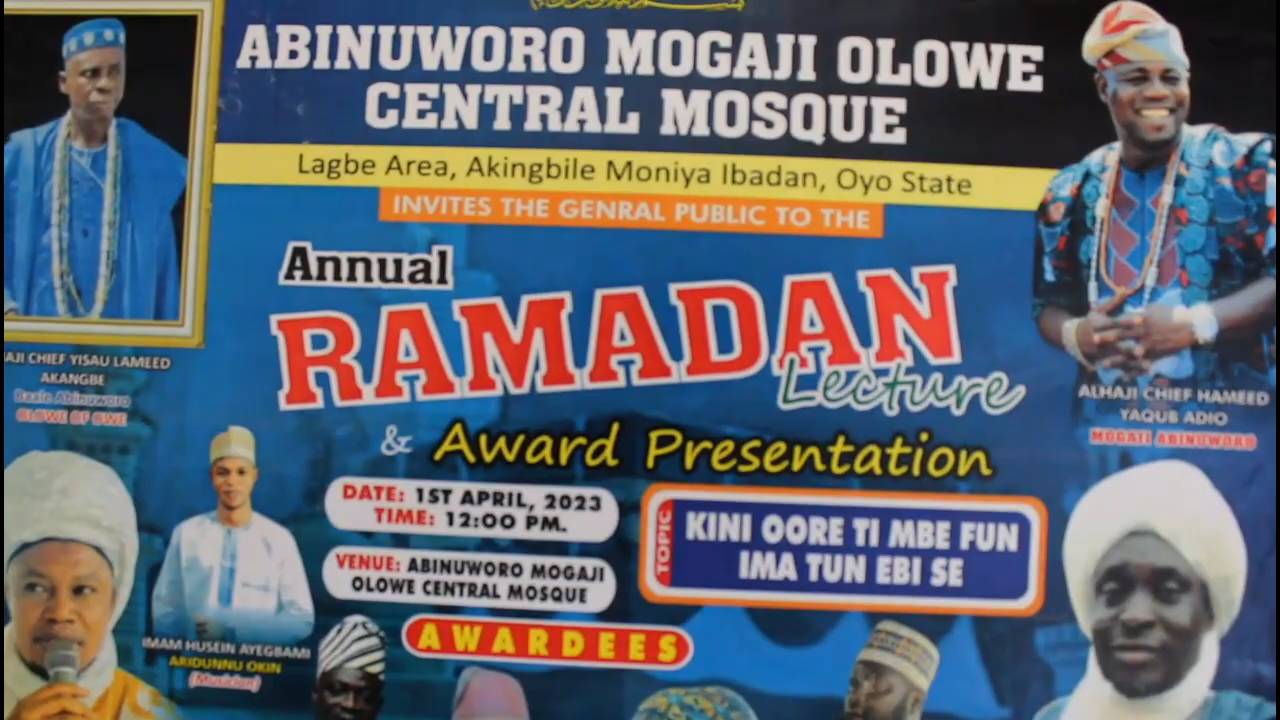 ABINUWORO MOGAJI OLOWE
CENTRAL MOSQUE
Lagbe Area, Akingbile Moniya Ibadan, Oyo State
INVITES THE GENRAL PUBLIC TO THE
Annual
RAMADAN
Lecture
& Award Presentation
AJI CHIEF YISAU LAMEED
AKANGBE
Baale Abinuworo
OLOWE OF OWE
ALHAJI CHIEF HAMEED
YAQUB ADIO
MOGAJI ABINUWORO
DATE: 1ST APRIL, 2023
TIME: 12:00 PM.
VENUE: ABINUWORO MOGAJI
OLOWE CENTRAL MOSQUE
TOPIC
KINI OORE TI MBE FUN
IMA TUN EBI SE
IMAM HUSEIN AYEGBAMI
ARIDUNNU OKIN
(Musician)
AWARDEES